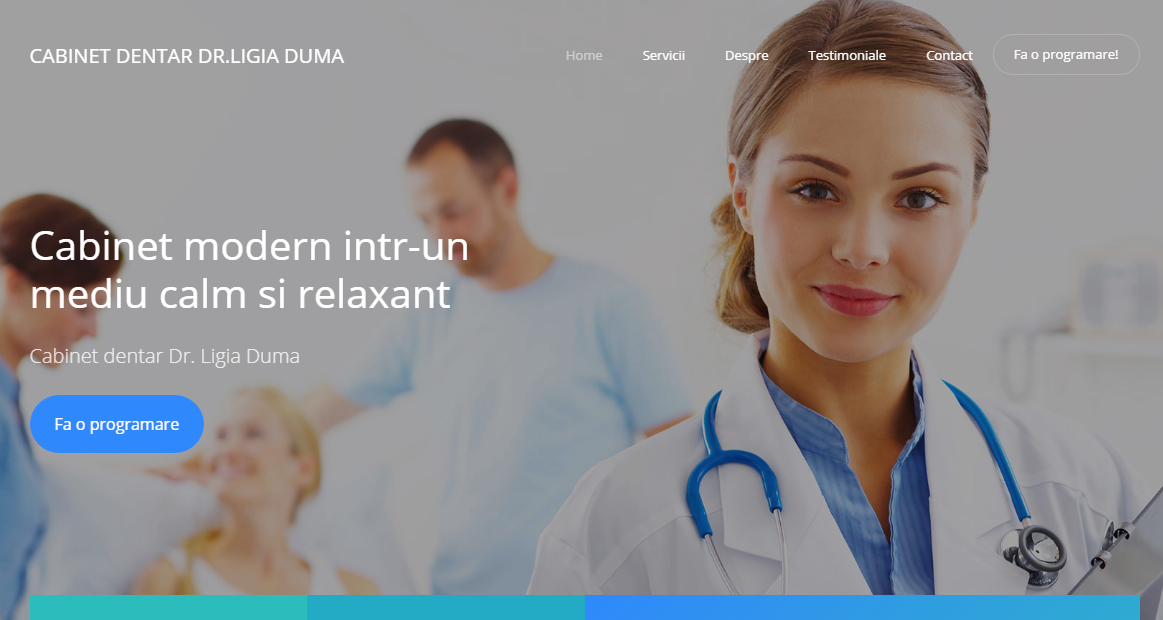 CABINET DENTAR DR.LIGIA DUMA
Home Servicii Despre Testimoniale Contact Fa o programare!
Cabinet modern intr-un
mediu calm si relaxant
Cabinet dentar Dr. Ligia Duma
Fa o programare